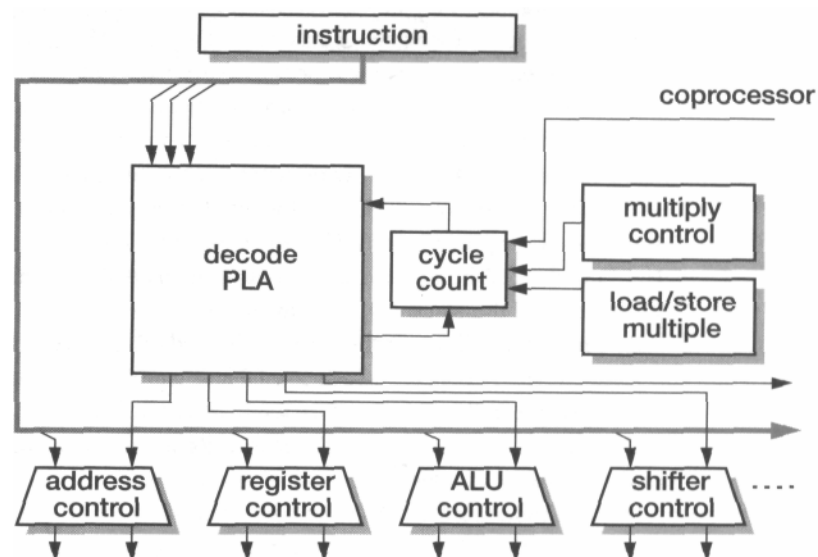 instruction
coprocessor
multiply
control
decode
PLA
cycle
count
load/store
multiple
address
control
register
control
ALU
control
shifter
control